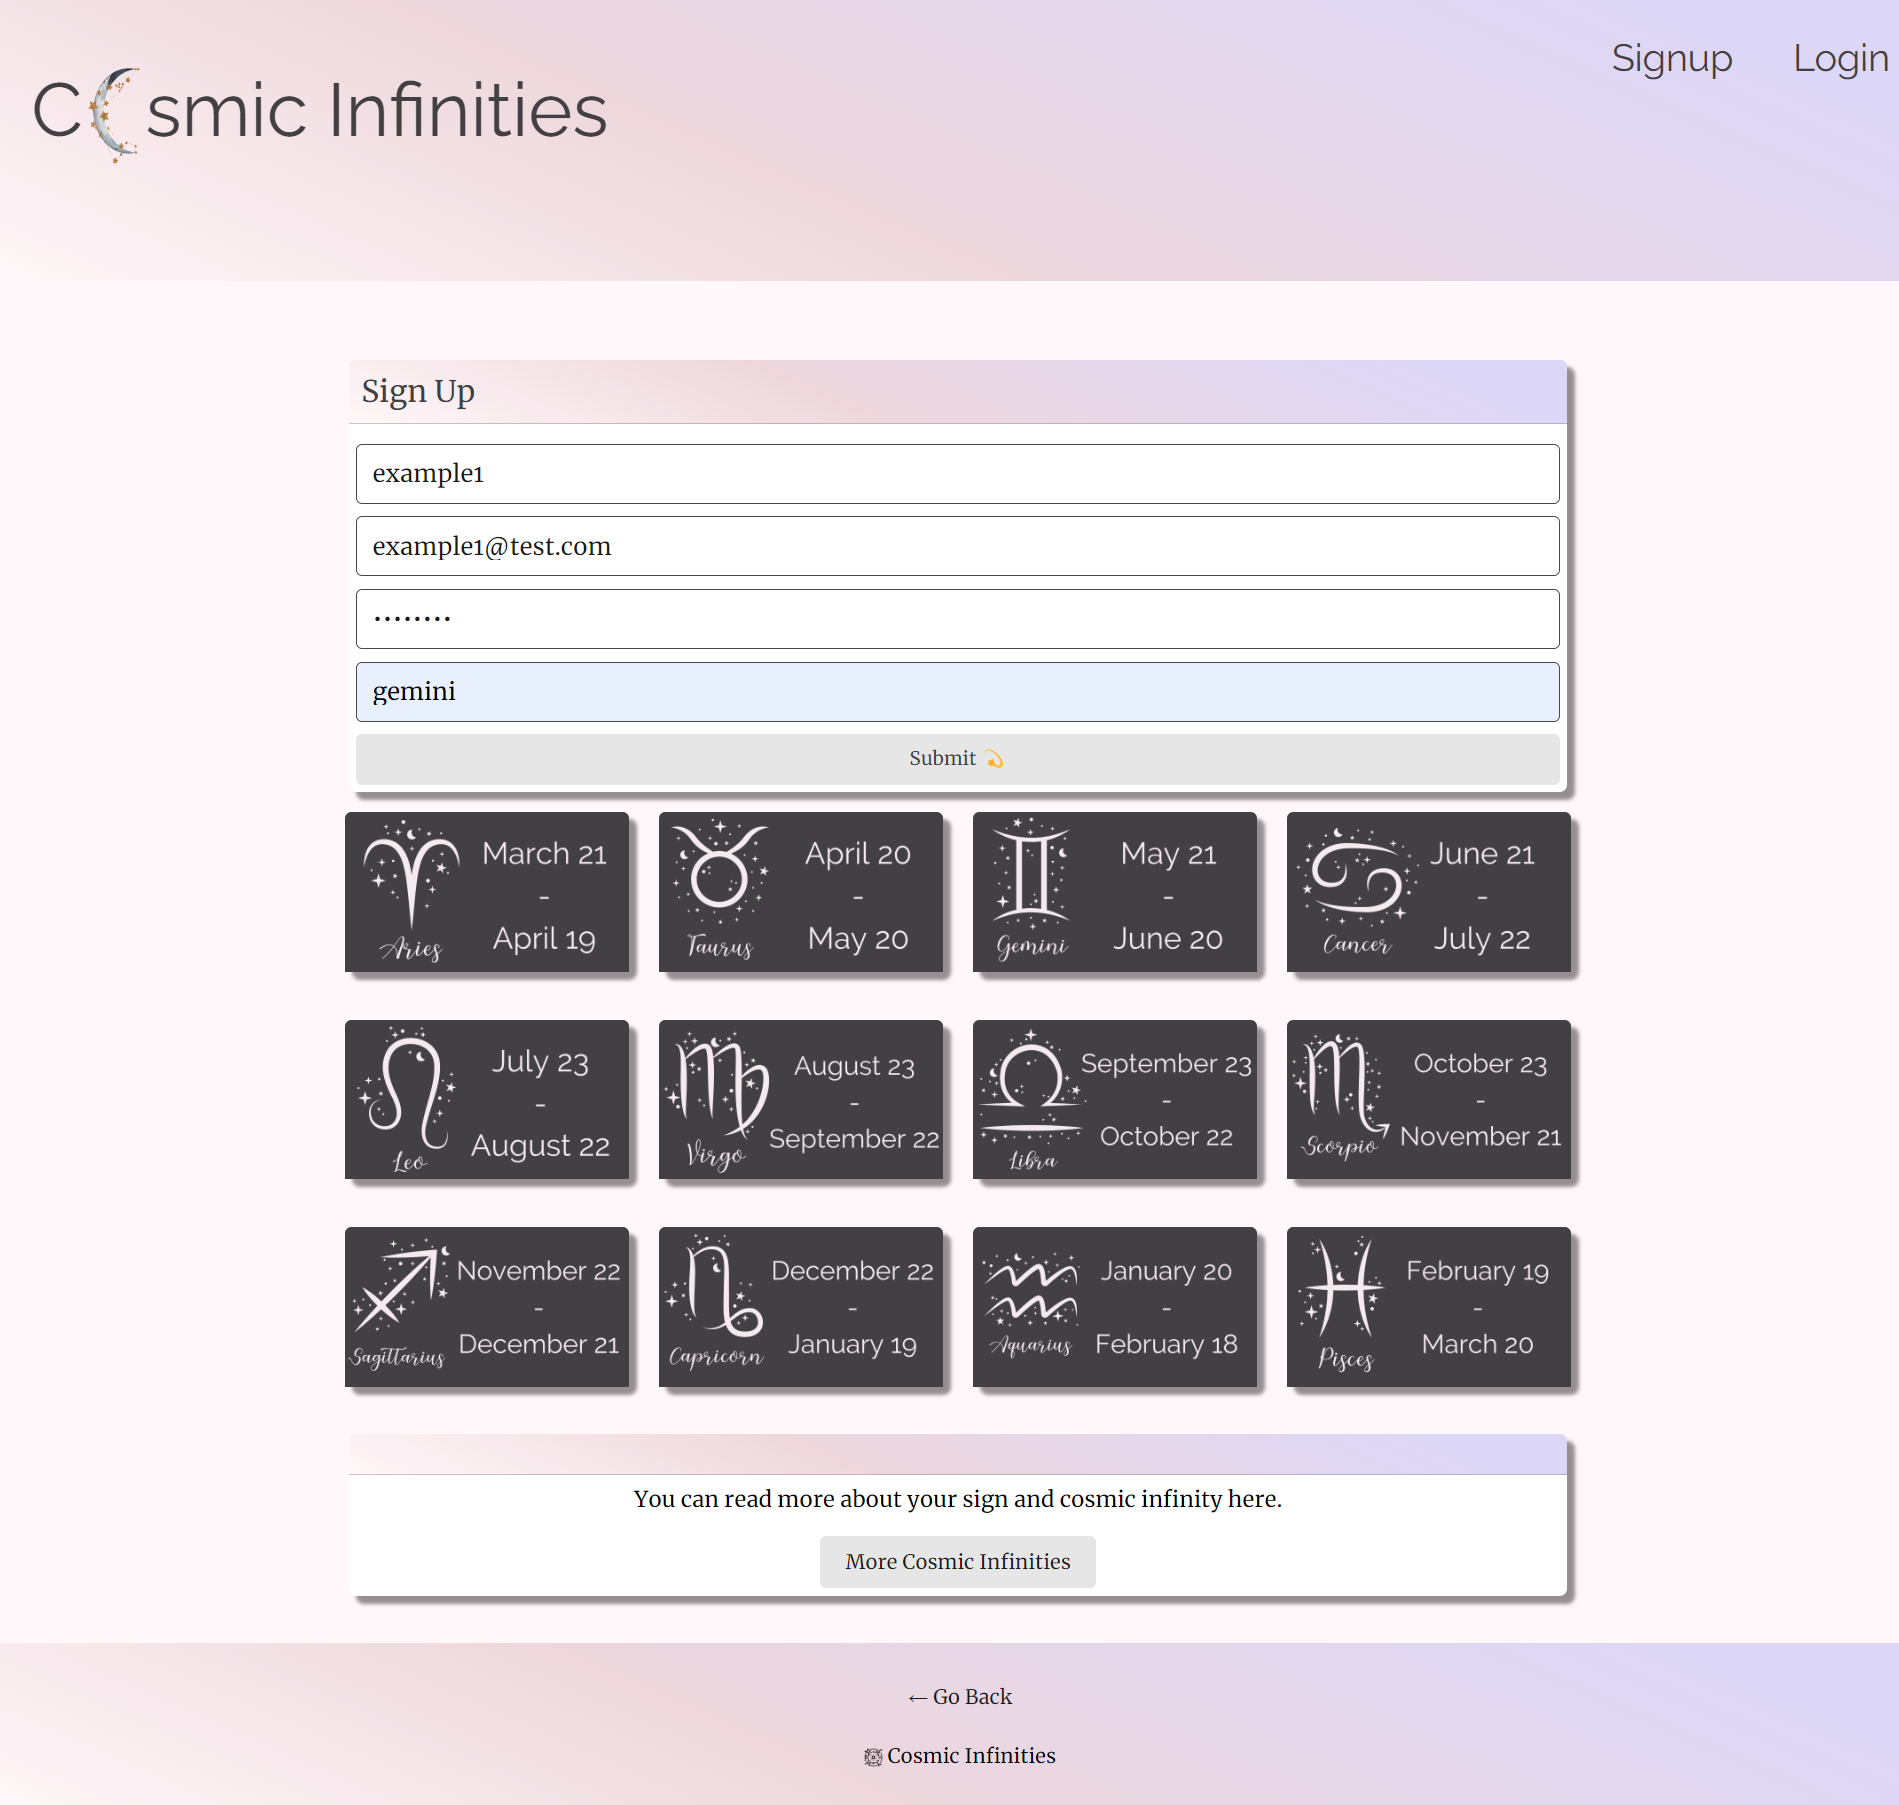 Signup Login
C smic Infinities
Sign Up
example1
example1@test.com
••••••••
gemini
Submit 💫
March 21
-
April 19
Aries
April 20
-
May 20
Taurus
May 21
-
June 20
Gemini
June 21
-
July 22
Cancer
July 23
-
August 22
Leo
August 23
-
September 22
Virgo
September 23
-
October 22
Libra
October 23
-
November 21
Scorpio
November 22
-
December 21
Sagittarius
December 22
-
January 19
Capricorn
January 20
-
February 18
Aquarius
February 19
-
March 20
Pisces
You can read more about your sign and cosmic infinity here.
More Cosmic Infinities
← Go Back
Cosmic Infinities